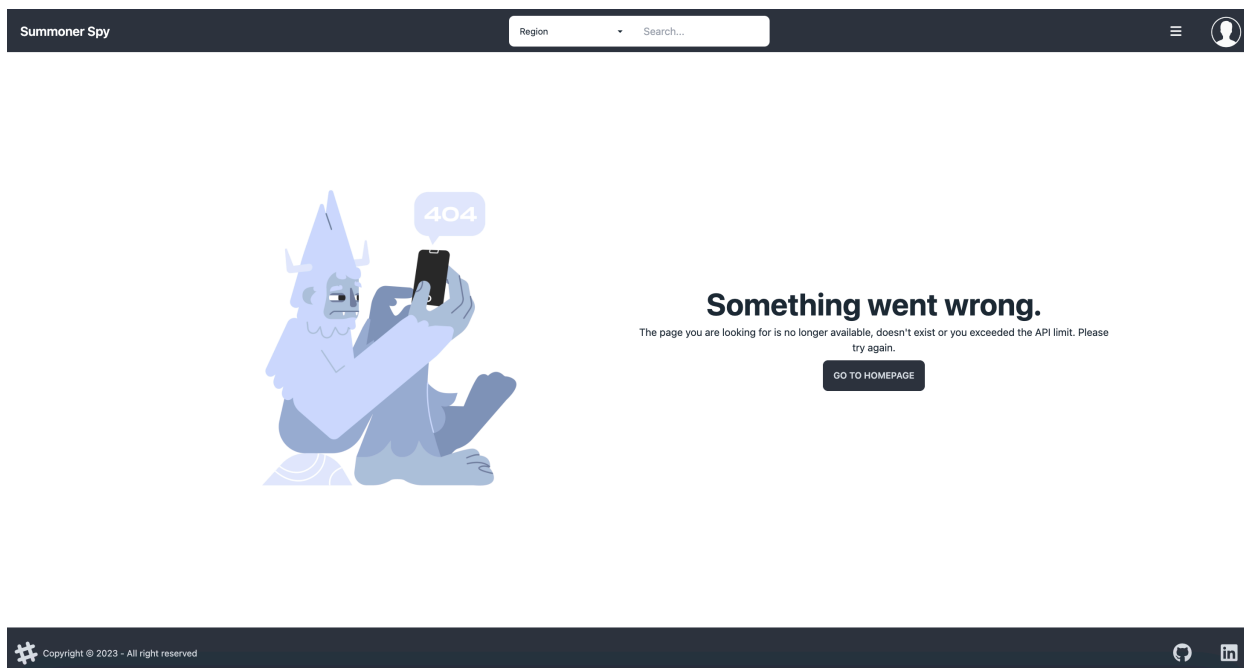 Summoner Spy
Region
Search...
404
Something went wrong.
The page you are looking for is no longer available, doesn't exist or you exceeded the API limit. Please
try again.
GO TO HOMEPAGE
Copyright © 2023 - All right reserved
in